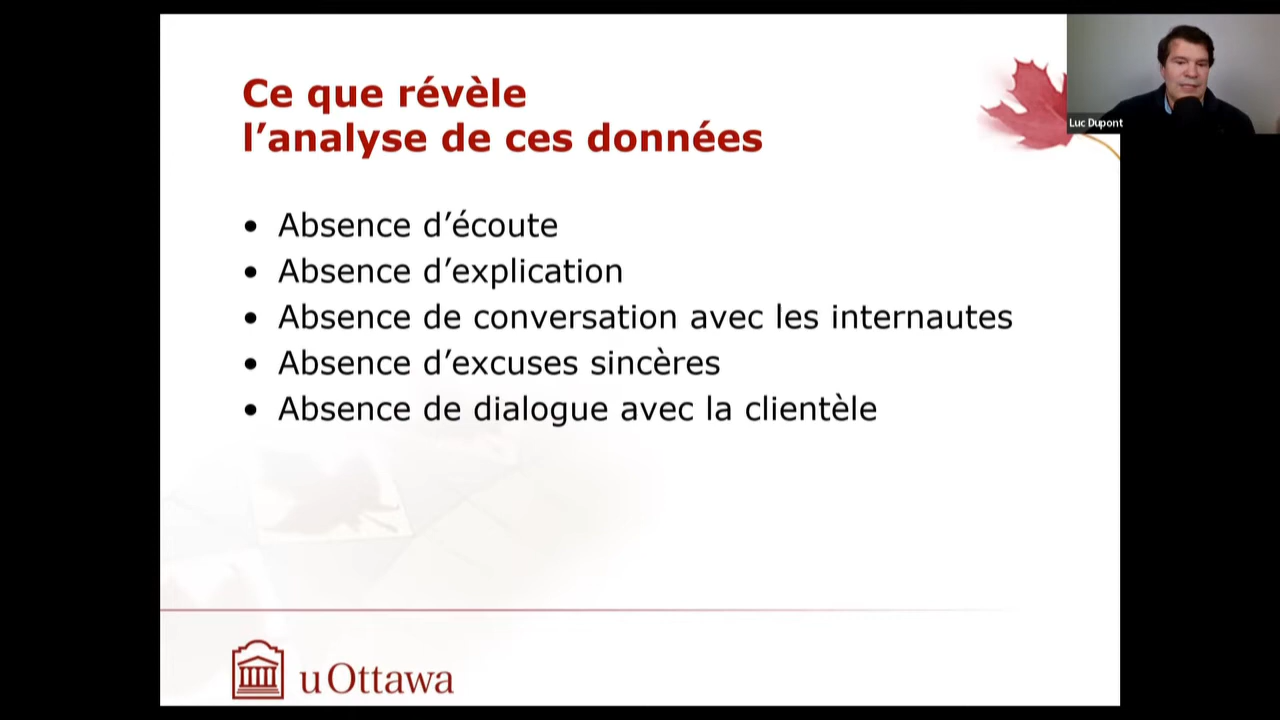 Ce que révèle
l’analyse de ces données
Luc Dupont
• Absence d’écoute
• Absence d’explication
• Absence de conversation avec les internautes
• Absence d’excuses sincères
• Absence de dialogue avec la clientèle
uOttawa